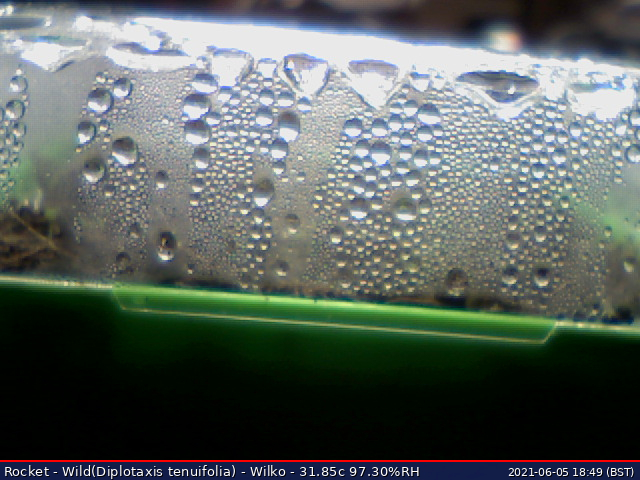 Rocket - Wild(Diplotaxis tenuifolia) - Wilko - 31.85c 97.30%RH
2021-06-05 18:49 (BST)